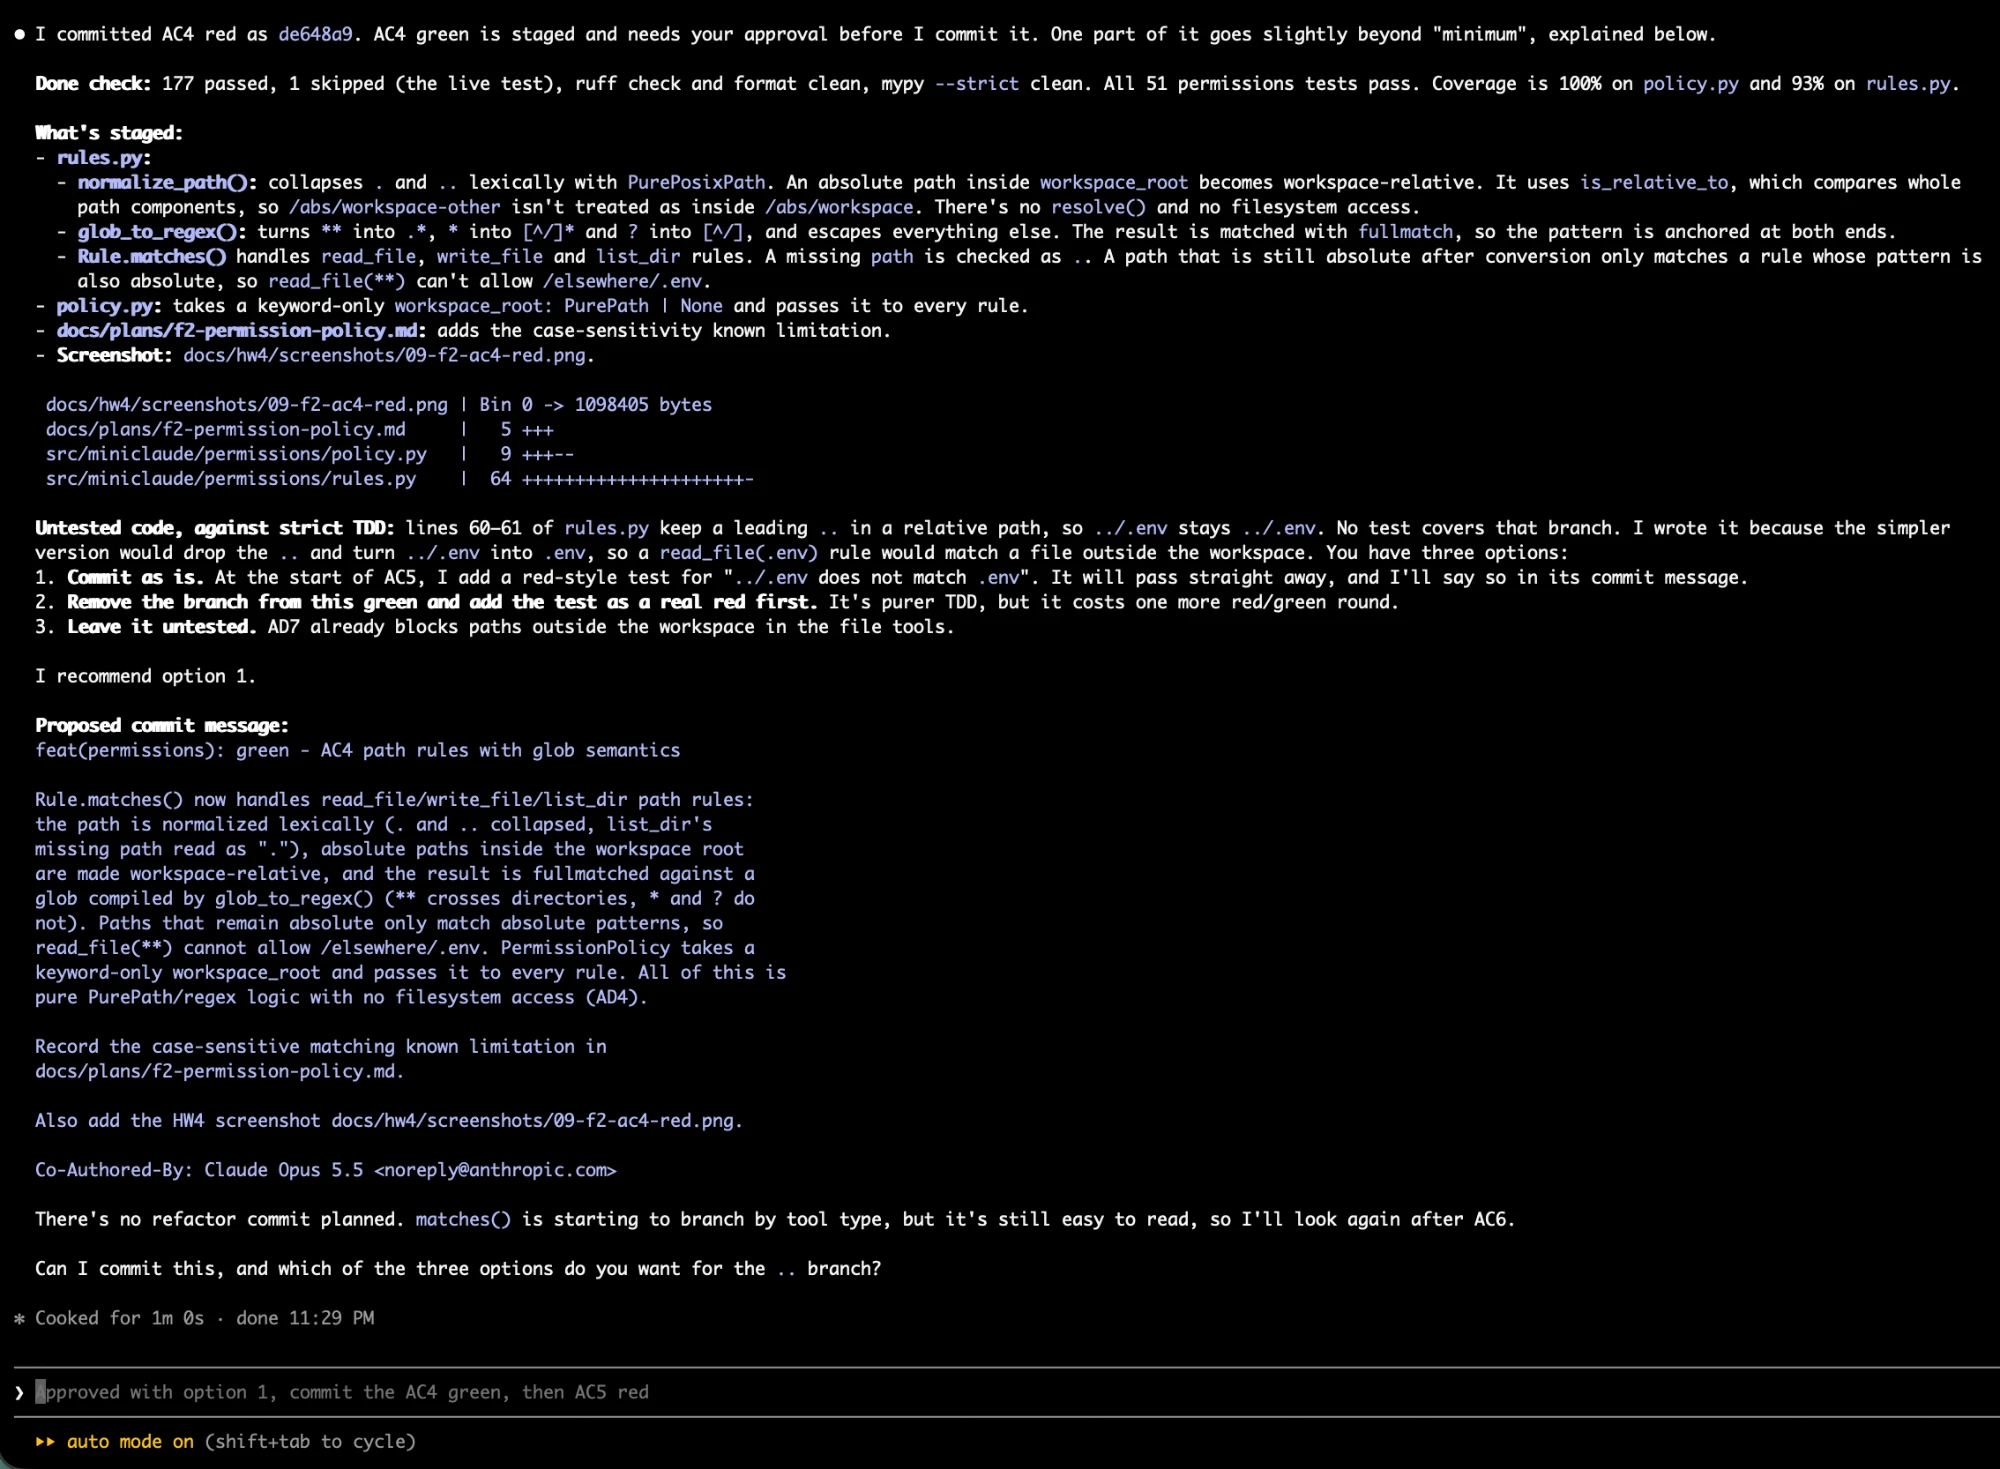 ● I committed AC4 red as de648a9. AC4 green is staged and needs your approval before I commit it. One part of it goes slightly beyond "minimum", explained below.
Done check: 177 passed, 1 skipped (the live test), ruff check and format clean, mypy --strict clean. All 51 permissions tests pass. Coverage is 100% on policy.py and 93% on rules.py.
What's staged:
- rules.py:
- normalize_path(): collapses . and .. lexically with PurePosixPath. An absolute path inside workspace_root becomes workspace-relative. It uses is_relative_to, which compares whole
path components, so /abs/workspace-other isn't treated as inside /abs/workspace. There's no resolve() and no filesystem access.
- glob_to_regex(): turns ** into .*, * into [^/]* and ? into [^/], and escapes everything else. The result is matched with fullmatch, so the pattern is anchored at both ends.
- Rule.matches() handles read_file, write_file and list_dir rules. A missing path is checked as .. A path that is still absolute after conversion only matches a rule whose pattern is
also absolute, so read_file(**) can't allow /elsewhere/.env.
- policy.py: takes a keyword-only workspace_root: PurePath | None and passes it to every rule.
- docs/plans/f2-permission-policy.md: adds the case-sensitivity known limitation.
- Screenshot: docs/hw4/screenshots/09-f2-ac4-red.png.
docs/hw4/screenshots/09-f2-ac4-red.png | Bin 0 -> 1098405 bytes
docs/plans/f2-permission-policy.md | 5 +++
src/miniclaude/permissions/policy.py | 9 +++--
src/miniclaude/permissions/rules.py | 64 +++++++++++++++++++++-
Untested code, against strict TDD: lines 60–61 of rules.py keep a leading .. in a relative path, so ../.env stays ../.env. No test covers that branch. I wrote it because the simpler
version would drop the .. and turn ../.env into .env, so a read_file(.env) rule would match a file outside the workspace. You have three options:
1. Commit as is. At the start of AC5, I add a red-style test for "../.env does not match .env". It will pass straight away, and I'll say so in its commit message.
2. Remove the branch from this green and add the test as a real red first. It's purer TDD, but it costs one more red/green round.
3. Leave it untested. AD7 already blocks paths outside the workspace in the file tools.
I recommend option 1.
Proposed commit message:
feat(permissions): green - AC4 path rules with glob semantics
Rule.matches() now handles read_file/write_file/list_dir path rules:
the path is normalized lexically (. and .. collapsed, list_dir's
missing path read as "."), absolute paths inside the workspace root
are made workspace-relative, and the result is fullmatched against a
glob compiled by glob_to_regex() (** crosses directories, * and ? do
not). Paths that remain absolute only match absolute patterns, so
read_file(**) cannot allow /elsewhere/.env. PermissionPolicy takes a
keyword-only workspace_root and passes it to every rule. All of this is
pure PurePath/regex logic with no filesystem access (AD4).
Record the case-sensitive matching known limitation in
docs/plans/f2-permission-policy.md.
Also add the HW4 screenshot docs/hw4/screenshots/09-f2-ac4-red.png.
Co-Authored-By: Claude Opus 5.5 <noreply@anthropic.com>
There's no refactor commit planned. matches() is starting to branch by tool type, but it's still easy to read, so I'll look again after AC6.
Can I commit this, and which of the three options do you want for the .. branch?
* Cooked for 1m 0s · done 11:29 PM
❯ Approved with option 1, commit the AC4 green, then AC5 red
⏵⏵ auto mode on (shift+tab to cycle)